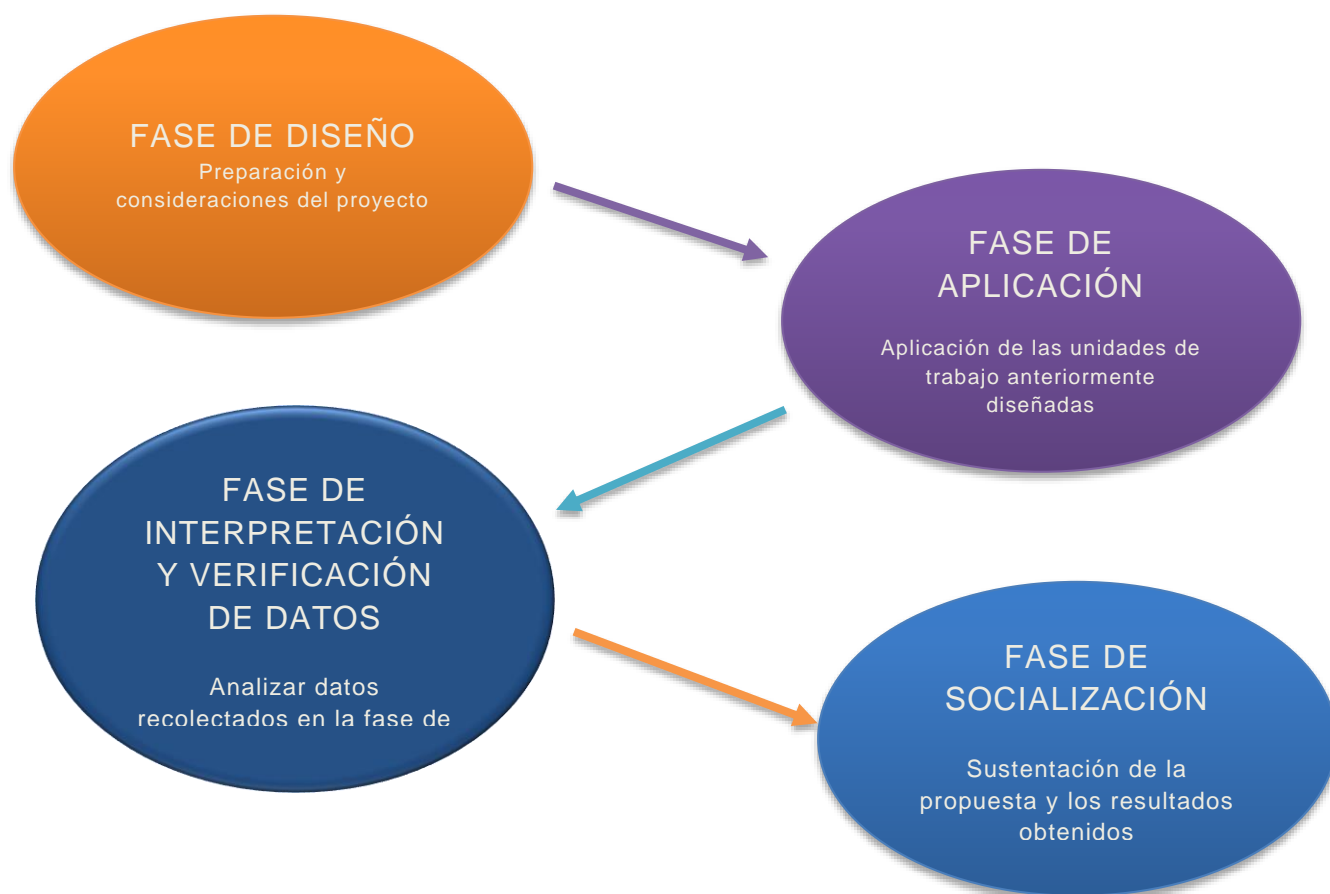 FASE DE DISEÑO
Preparación y
consideraciones del proyecto
FASE DE
APLICACIÓN
Aplicación de las unidades de
trabajo anteriormente
diseñadas
FASE DE
INTERPRETACIÓN
Y VERIFICACIÓN
DE DATOS
Analizar datos
recolectados en la fase de
FASE DE
SOCIALIZACIÓN
Sustentación de la
propuesta y los resultados
obtenidos